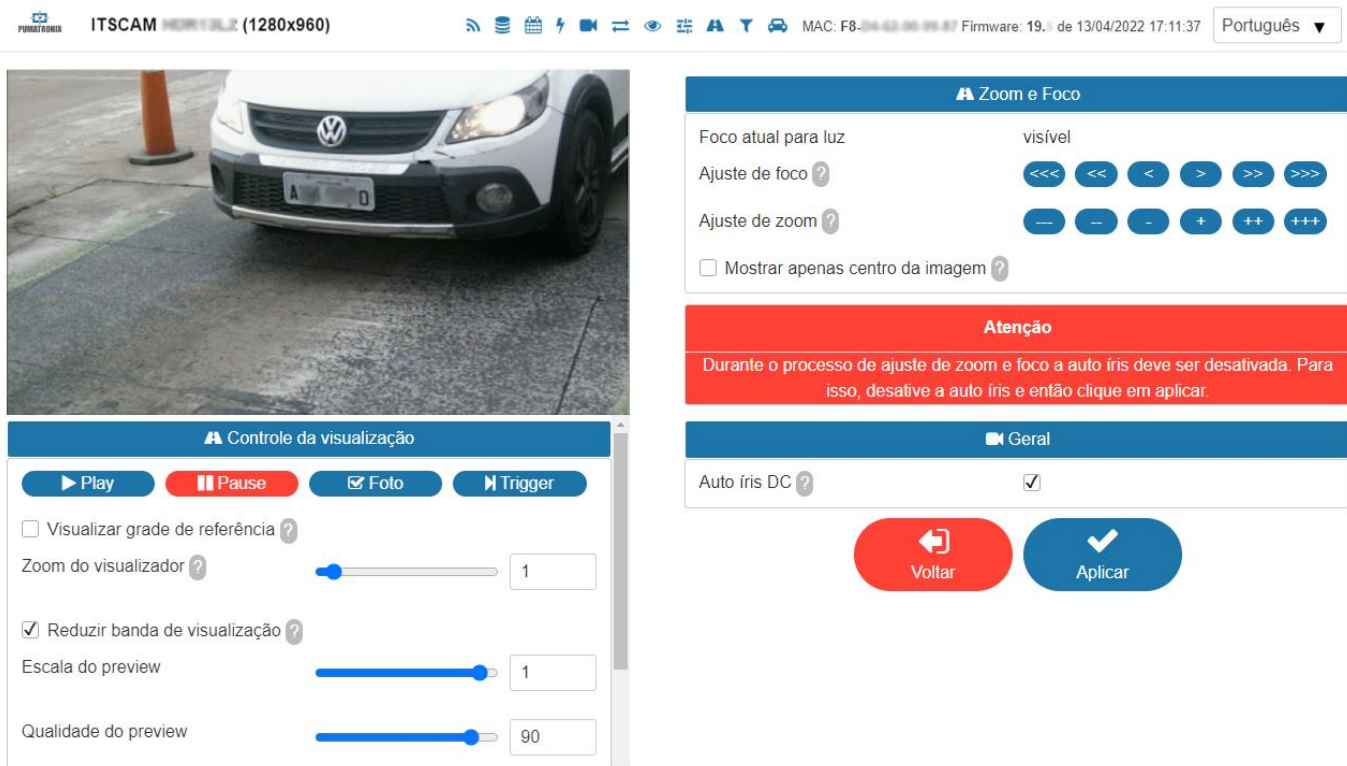 PUMATRONIX
ITSCAM (1280x960)
MAC: F8- Firmware: 19. de 13/04/2022 17:11:37
Português
A O
Zoom e Foco
Foco atual para luz visível
Ajuste de foco ? <<< << < > >> >>>
Ajuste de zoom ? --- -- - + ++ +++
Mostrar apenas centro da imagem ?
Atenção
Durante o processo de ajuste de zoom e foco a auto íris deve ser desativada. Para
isso, desative a auto íris e então clique em aplicar.
Geral
Auto íris DC ?
Voltar
Aplicar
Controle da visualização
Play Pause Foto Trigger
Visualizar grade de referência ?
Zoom do visualizador ? 1
Reduzir banda de visualização ?
Escala do preview 1
Qualidade do preview 90